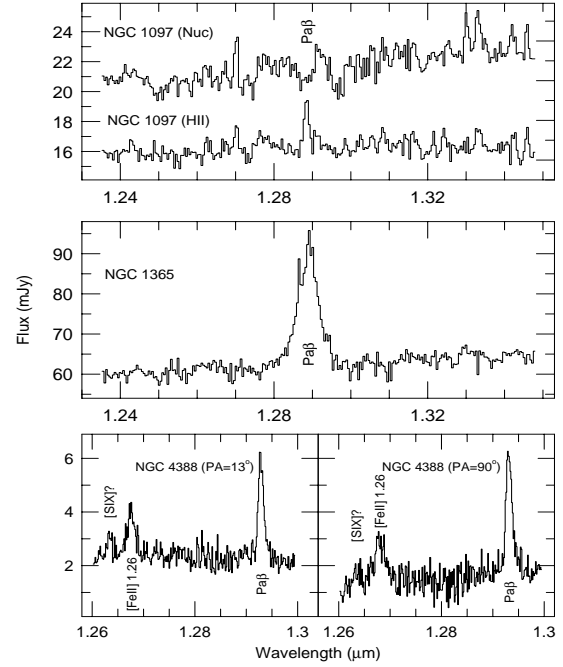 24
NGC 1097 (Nuc)
Paβ
22
20
18
NGC 1097 (HII)
16
1.24
1.28
1.32
90
NGC 1365
80
70
60
Paβ
Flux (mJy)
1.24
1.28
1.32
6
NGC 4388 (PA=13°)
NGC 4388 (PA=90°)
4
2
[SIX]?
[FeII] 1.26
Paβ
[SIX]?
[FeII] 1.26
Paβ
1.26
1.28
1.3
1.26
1.28
1.3
Wavelength (μm)